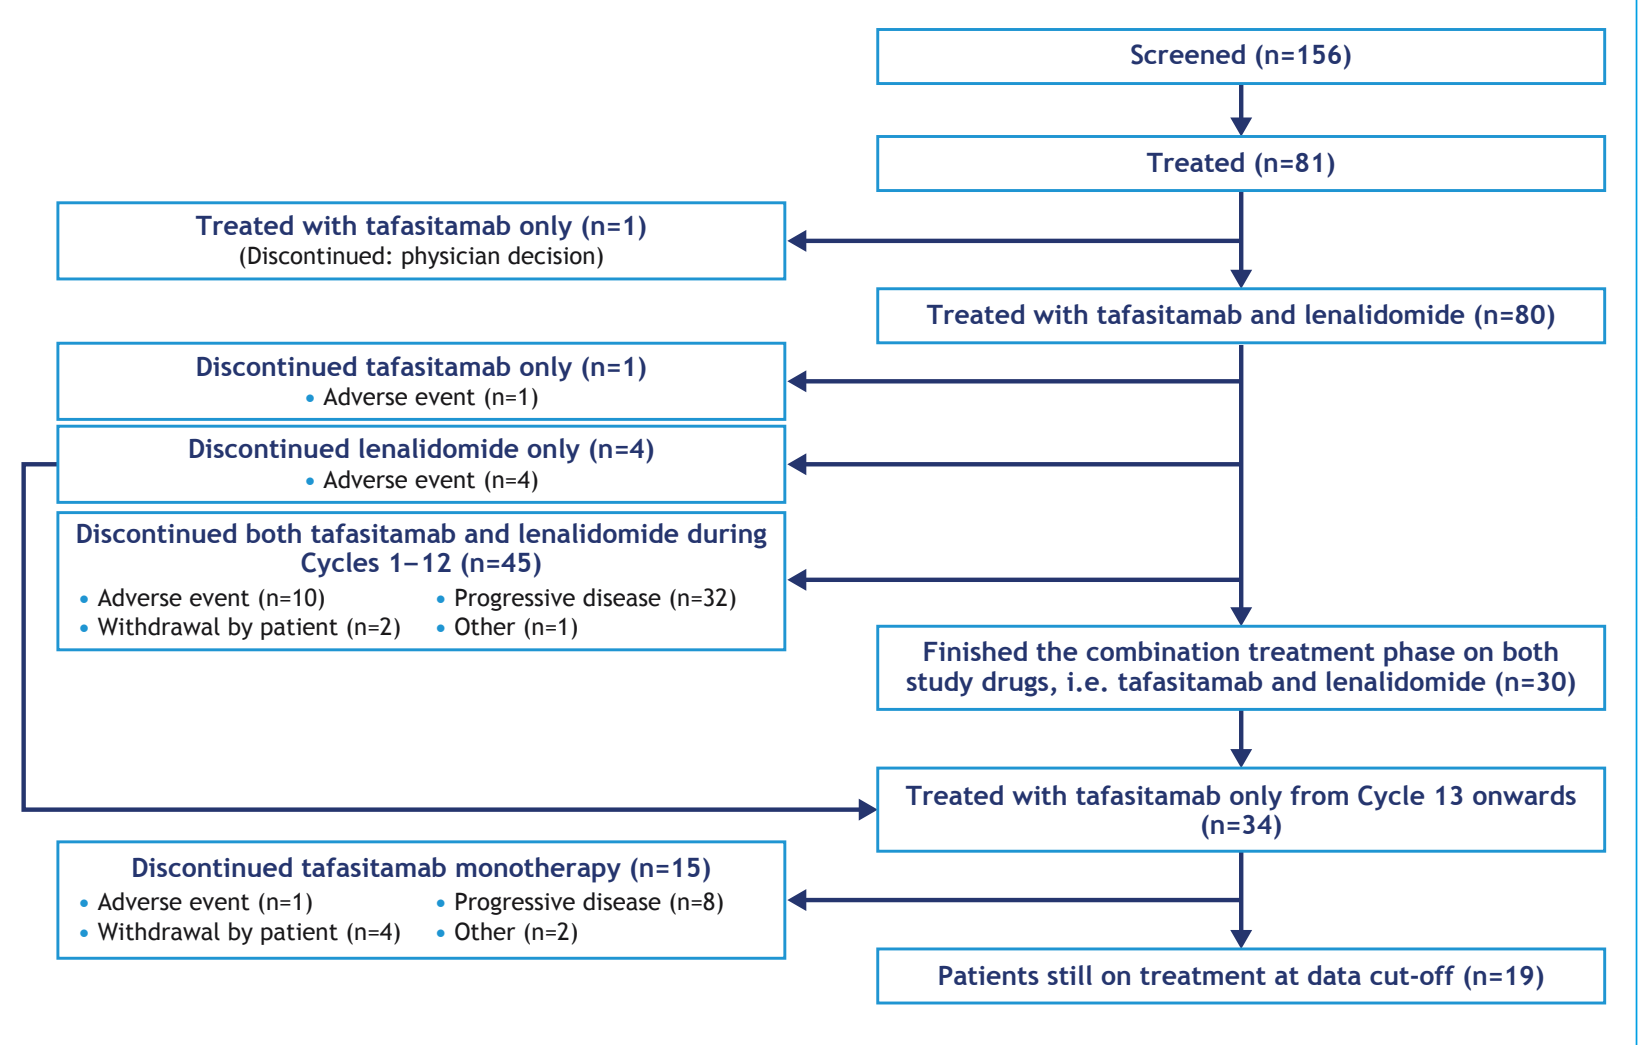 Screened (n=156)
Treated (n=81)
Treated with tafasitamab only (n=1)
(Discontinued: physician decision)
Treated with tafasitamab and lenalidomide (n=80)
Discontinued tafasitamab only (n=1)
• Adverse event (n=1)
Discontinued lenalidomide only (n=4)
• Adverse event (n=4)
Discontinued both tafasitamab and lenalidomide during
Cycles 1–12 (n=45)
• Adverse event (n=10)
• Progressive disease (n=32)
• Withdrawal by patient (n=2)
• Other (n=1)
Finished the combination treatment phase on both
study drugs, i.e. tafasitamab and lenalidomide (n=30)
Treated with tafasitamab only from Cycle 13 onwards
(n=34)
Discontinued tafasitamab monotherapy (n=15)
• Adverse event (n=1)
• Progressive disease (n=8)
• Withdrawal by patient (n=4)
• Other (n=2)
Patients still on treatment at data cut-off (n=19)